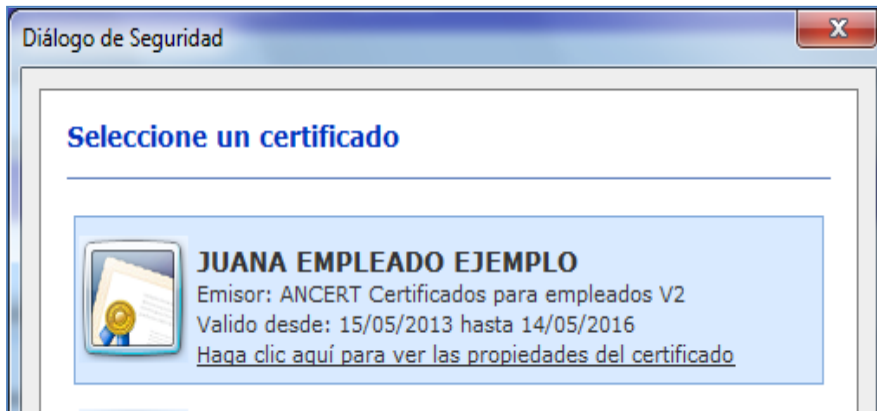 Diálogo de Seguridad
Seleccione un certificado
JUANA EMPLEADO EJEMPLO
Emisor: ANCERT Certificados para empleados V2
Valido desde: 15/05/2013 hasta 14/05/2016
Haga clic aquí para ver las propiedades del certificado